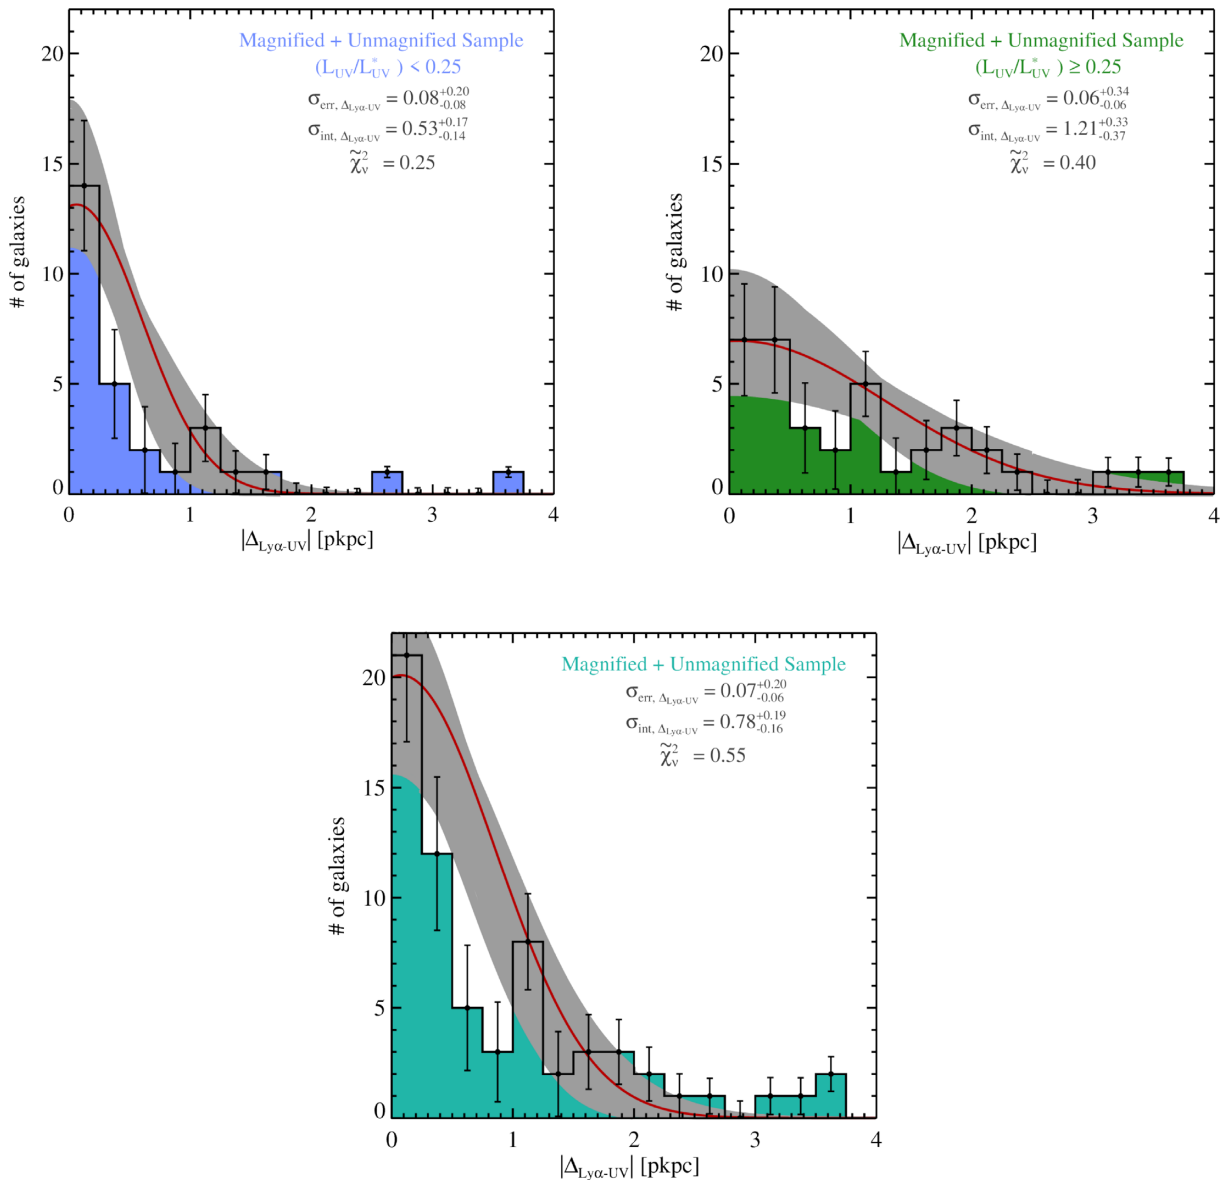 Magnified + Unmagnified Sample
(L_UV/L*_UV ) < 0.25
σ_err, Δ_Lyα-UV = 0.08 +0.20 -0.08
σ_int, Δ_Lyα-UV = 0.53 +0.17 -0.14
χ̃²_ν = 0.25
# of galaxies
20
15
10
5
0
0 1 2 3 4
|Δ_Lyα-UV| [pkpc]
Magnified + Unmagnified Sample
(L_UV/L*_UV ) ≥ 0.25
σ_err, Δ_Lyα-UV = 0.06 +0.34 -0.06
σ_int, Δ_Lyα-UV = 1.21 +0.33 -0.37
χ̃²_ν = 0.40
# of galaxies
20
15
10
5
0
0 1 2 3 4
|Δ_Lyα-UV| [pkpc]
Magnified + Unmagnified Sample
σ_err, Δ_Lyα-UV = 0.07 +0.20 -0.06
σ_int, Δ_Lyα-UV = 0.78 +0.19 -0.16
χ̃²_ν = 0.55
# of galaxies
20
15
10
5
0
0 1 2 3 4
|Δ_Lyα-UV| [pkpc]